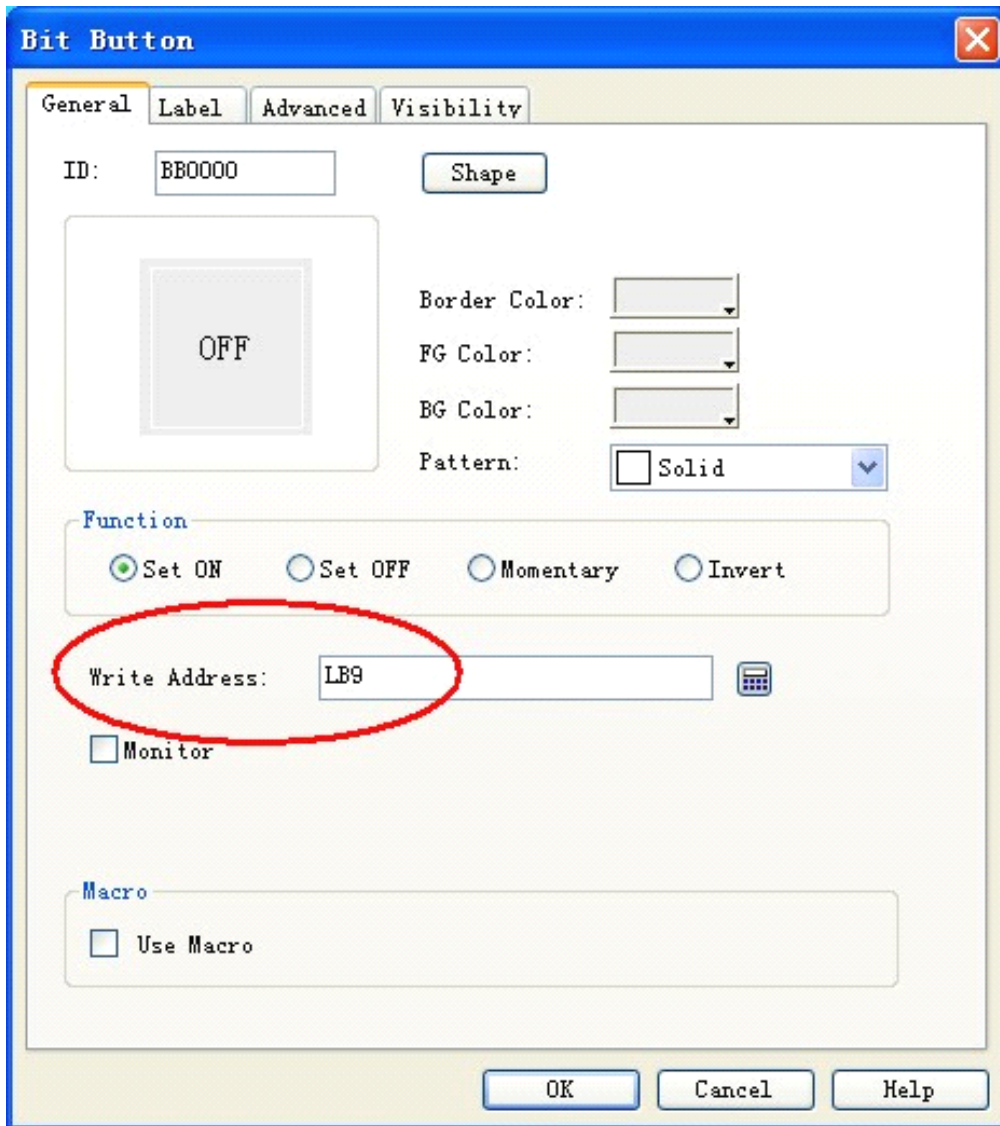 Bit Button
General Label Advanced Visibility
ID: BB0000 Shape
OFF
Border Color:
FG Color:
BG Color:
Pattern: Solid
Function
Set ON Set OFF Momentary Invert
Write Address: LB9
Monitor
Macro
Use Macro
OK Cancel Help